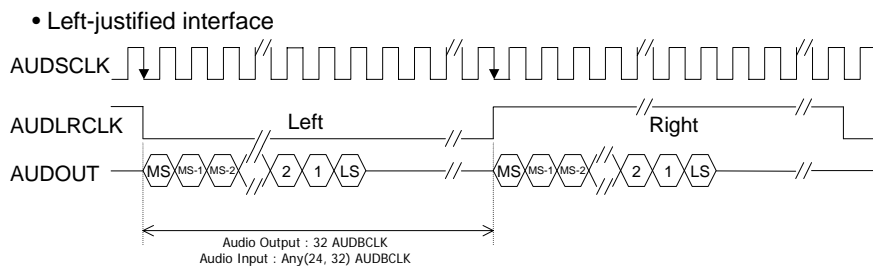 • Left-justified interface
AUDSCLK
AUDLRCLK
Left
Right
AUDOUT
MS MS-1 MS-2 2 1 LS
MS MS-1 MS-2 2 1 LS
Audio Output : 32 AUDBCLK
Audio Input : Any(24, 32) AUDBCLK